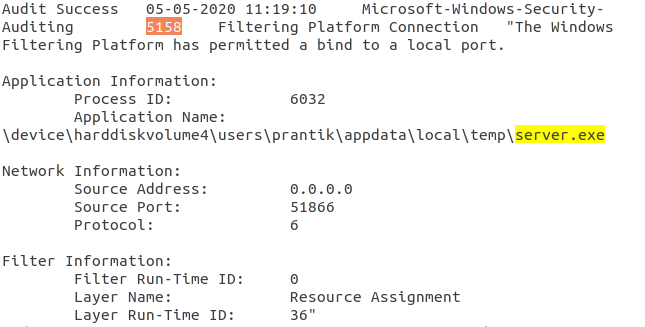 Audit Success 05-05-2020 11:19:10 Microsoft-Windows-Security-
Auditing 5158 Filtering Platform Connection "The Windows
Filtering Platform has permitted a bind to a local port.
Application Information:
Process ID: 6032
Application Name:
\device\harddiskvolume4\users\prantik\appdata\local\temp\server.exe
Network Information:
Source Address: 0.0.0.0
Source Port: 51866
Protocol: 6
Filter Information:
Filter Run-Time ID: 0
Layer Name: Resource Assignment
Layer Run-Time ID: 36"